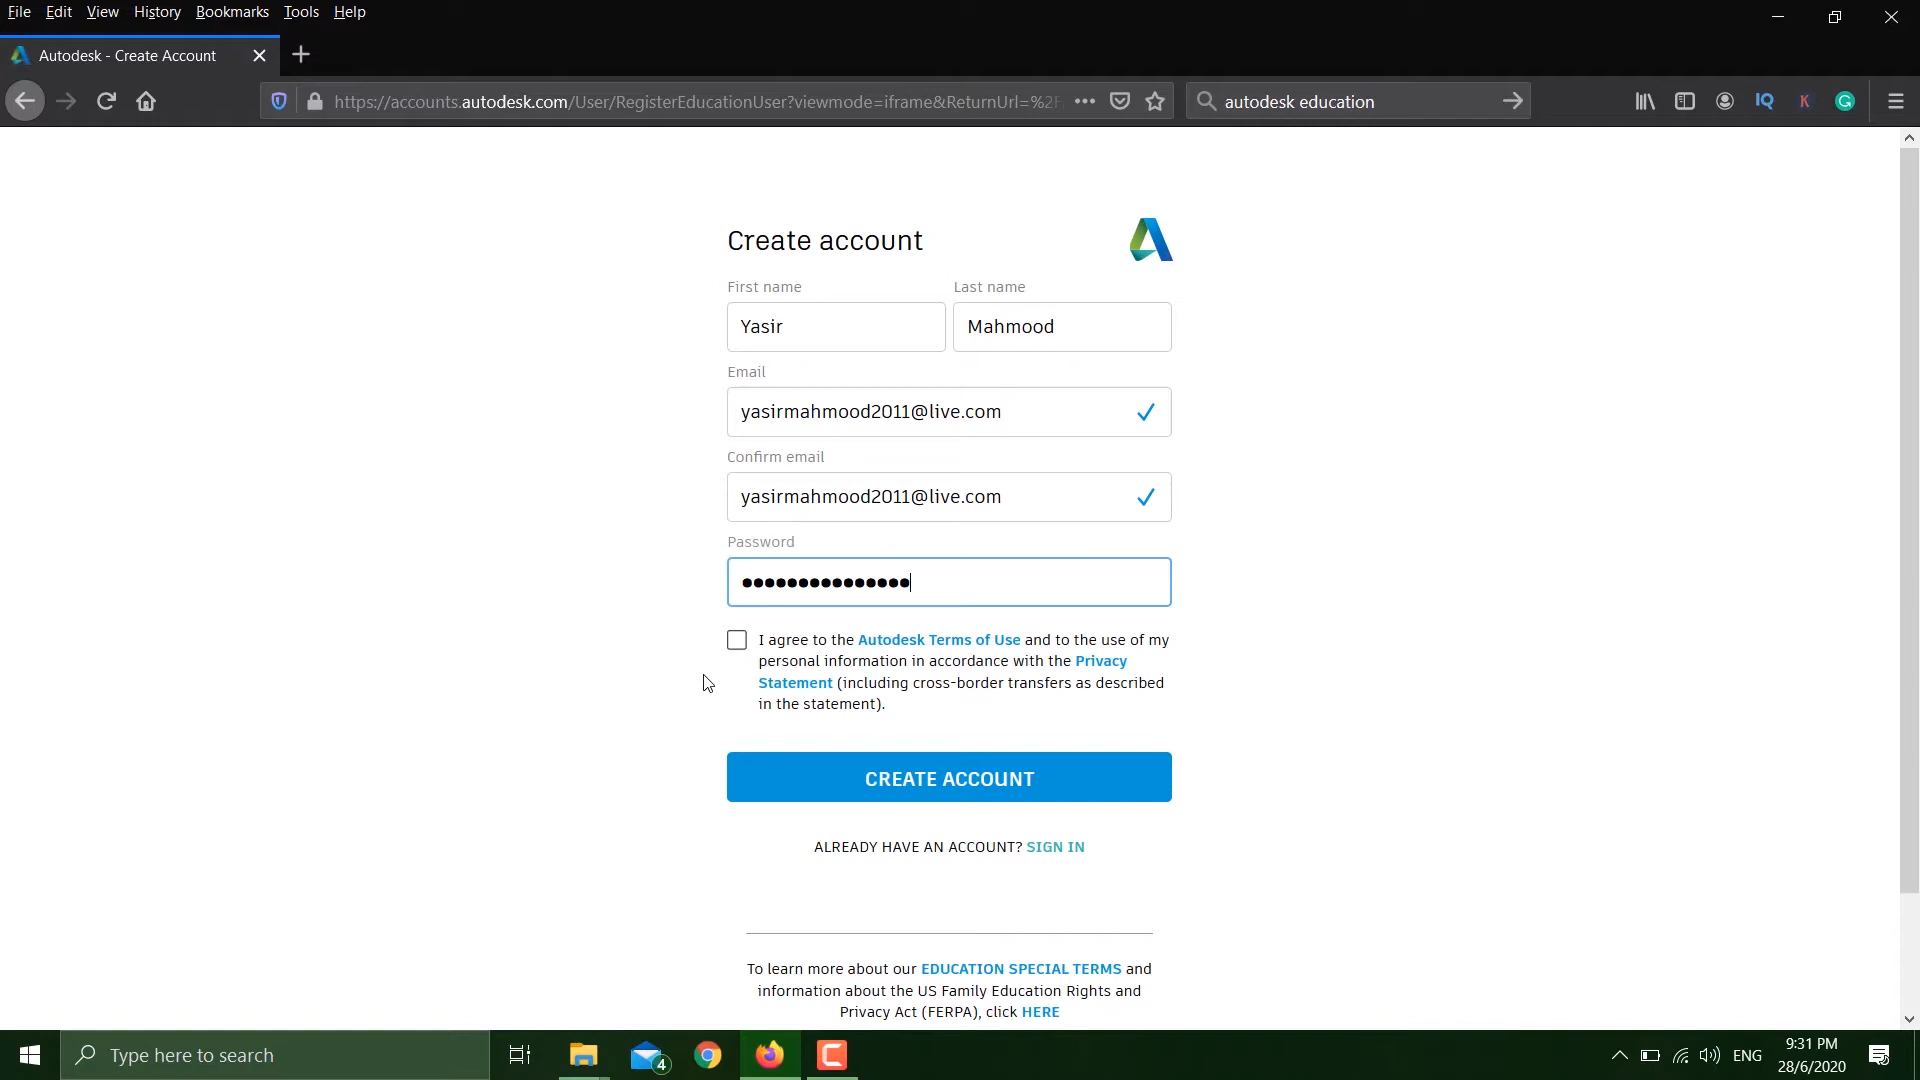 File Edit View History Bookmarks Tools Help
Autodesk - Create Account
https://accounts.autodesk.com/User/RegisterEducationUser?viewmode=iframe&ReturnUrl=%2F
autodesk education
IQ
K
G
Create account
First name Last name
Yasir Mahmood
Email
yasirmahmood2011@live.com
Confirm email
yasirmahmood2011@live.com
Password
I agree to the Autodesk Terms of Use and to the use of my
personal information in accordance with the Privacy
Statement (including cross-border transfers as described
in the statement).
CREATE ACCOUNT
ALREADY HAVE AN ACCOUNT? SIGN IN
To learn more about our EDUCATION SPECIAL TERMS and
information about the US Family Education Rights and
Privacy Act (FERPA), click HERE
Type here to search
4
ENG
9:31 PM
28/6/2020